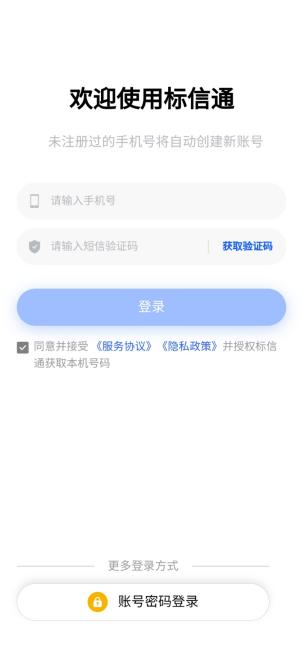 欢迎使用标信通
未注册过的手机号将自动创建新账号
请输入手机号
请输入短信验证码 获取验证码
登录
同意并接受 《服务协议》《隐私政策》并授权标信
通获取本机号码
更多登录方式
账号密码登录